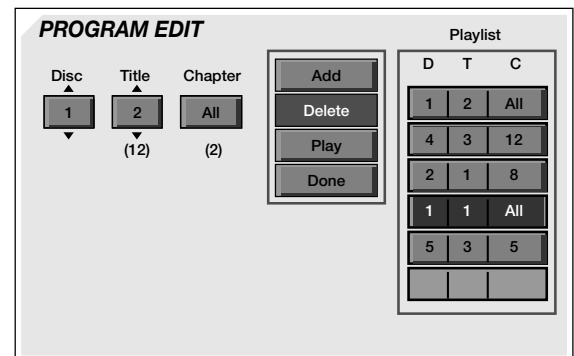 PROGRAM EDIT
Disc Title Chapter
1 2 All
(12) (2)
Add
Delete
Play
Done
Playlist
D T C
1 2 All
4 3 12
2 1 8
1 1 All
5 3 5